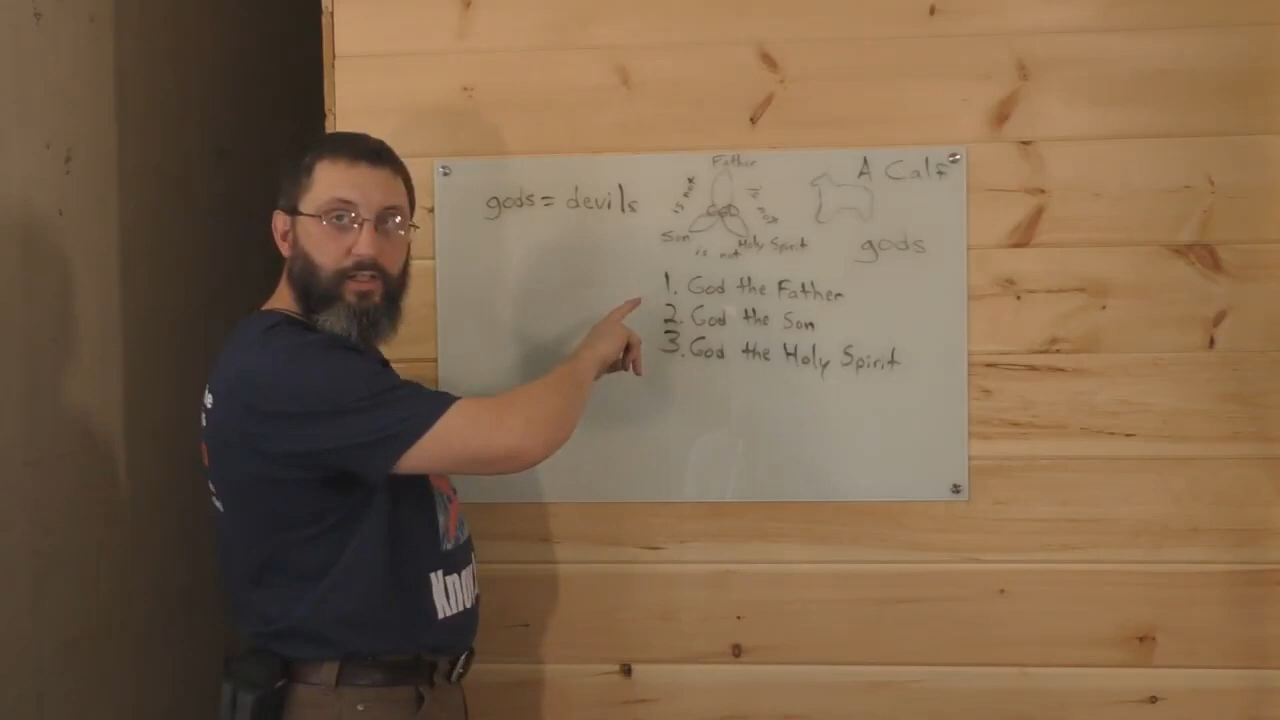 gods = devils
Father
is not
is not
Son
Holy Spirit
is not
A Calf
gods
1. God the Father
2. God the Son
3. God the Holy Spirit